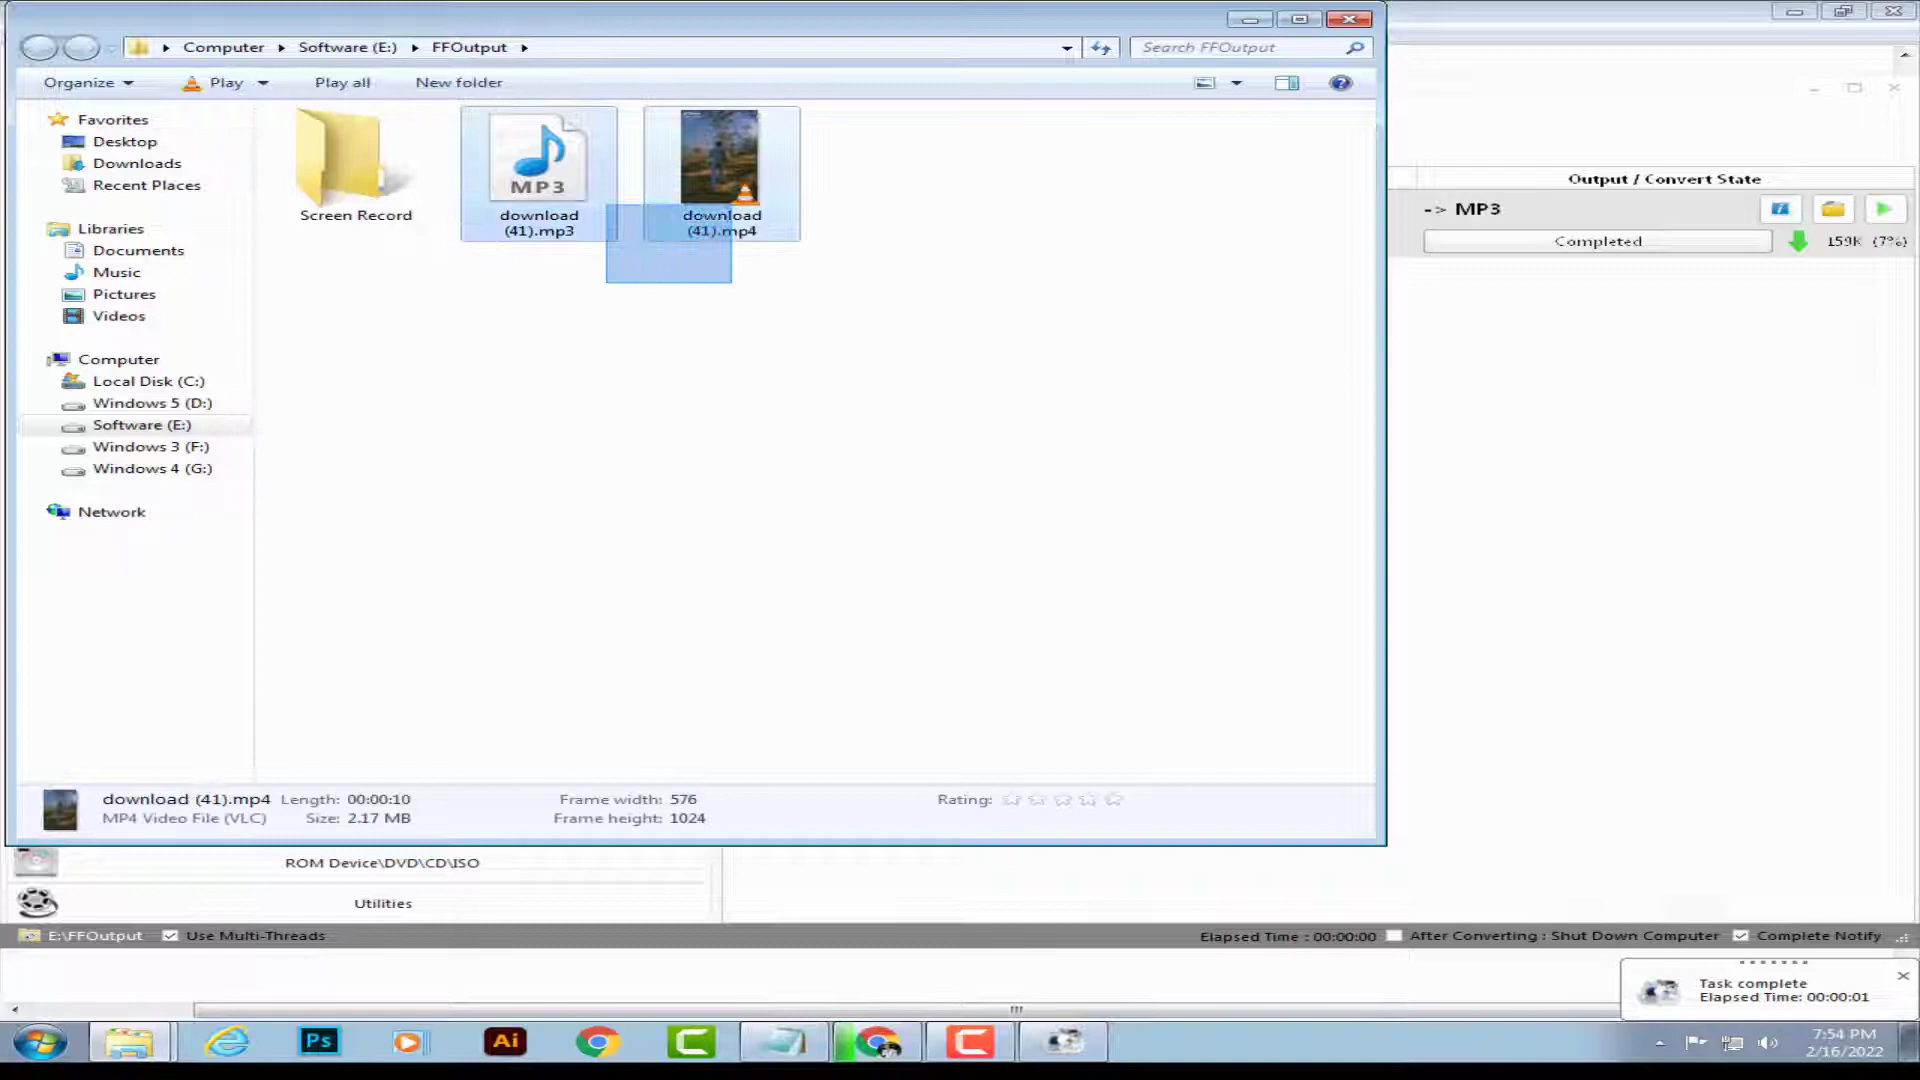 Computer Software (E:) FFOutput
Search FFOutput
Organize Play Play all New folder
Favorites
Desktop
Downloads
Recent Places
Libraries
Documents
Music
Pictures
Videos
Computer
Local Disk (C:)
Windows 5 (D:)
Software (E:)
Windows 3 (F:)
Windows 4 (G:)
Network
Screen Record
MP3
download
(41).mp3
download
(41).mp4
Output / Convert State
-> MP3
Completed 159K (7%)
download (41).mp4 Length: 00:00:10 Frame width: 576 Rating:
MP4 Video File (VLC) Size: 2.17 MB Frame height: 1024
ROM Device\DVD\CD\ISO
Utilities
E:\FFOutput Use Multi-Threads Elapsed Time : 00:00:00 After Converting : Shut Down Computer Complete Notify
Task complete
Elapsed Time: 00:00:01
Ps
Ai
7:54 PM
2/16/2022